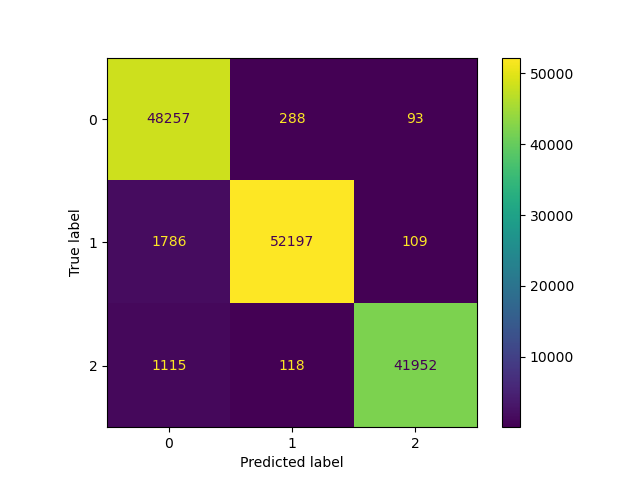 50000
0 48257 288 93
40000
30000
True label
1 1786 52197 109
20000
10000
2 1115 118 41952
0 1 2
Predicted label